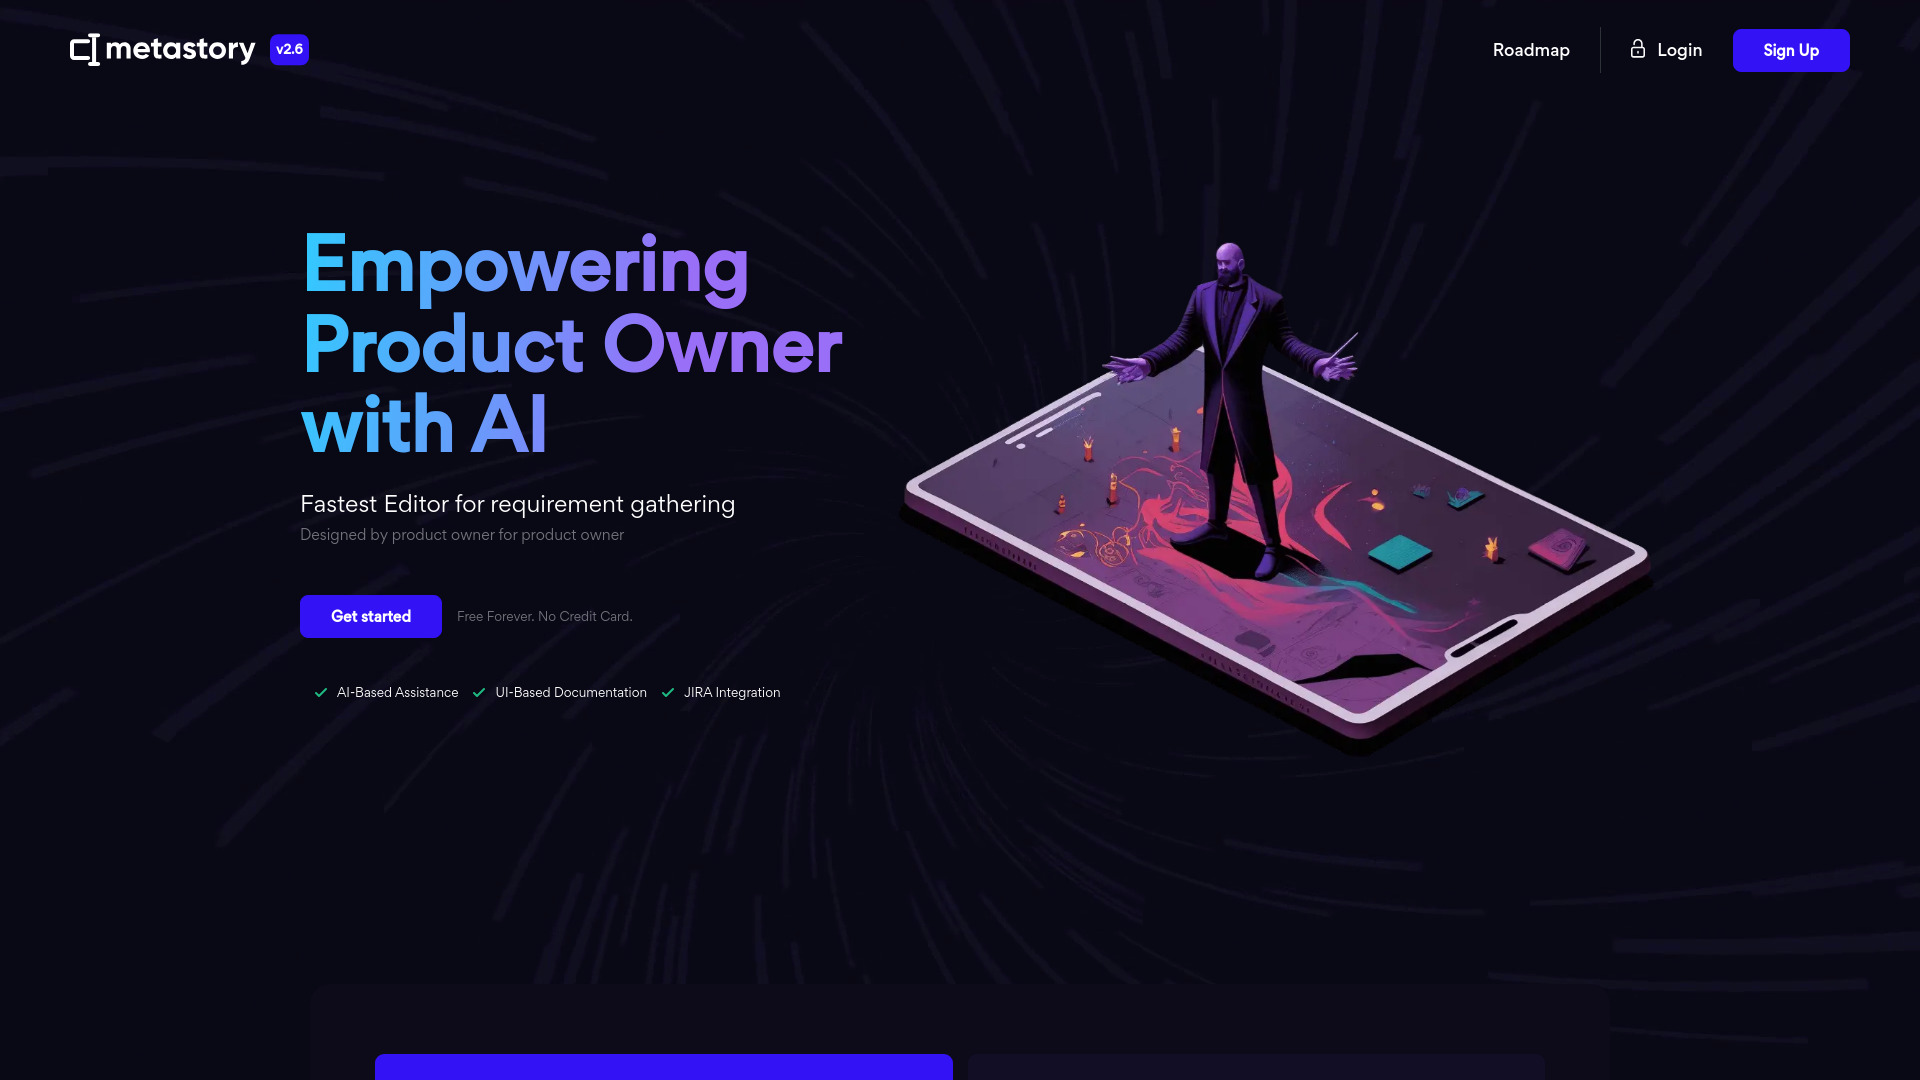 metastory
v2.6
Roadmap
Login
Sign Up
Empowering
Product Owner
with AI
Fastest Editor for requirement gathering
Designed by product owner for product owner
Get started
Free Forever. No Credit Card.
AI-Based Assistance
UI-Based Documentation
JIRA Integration